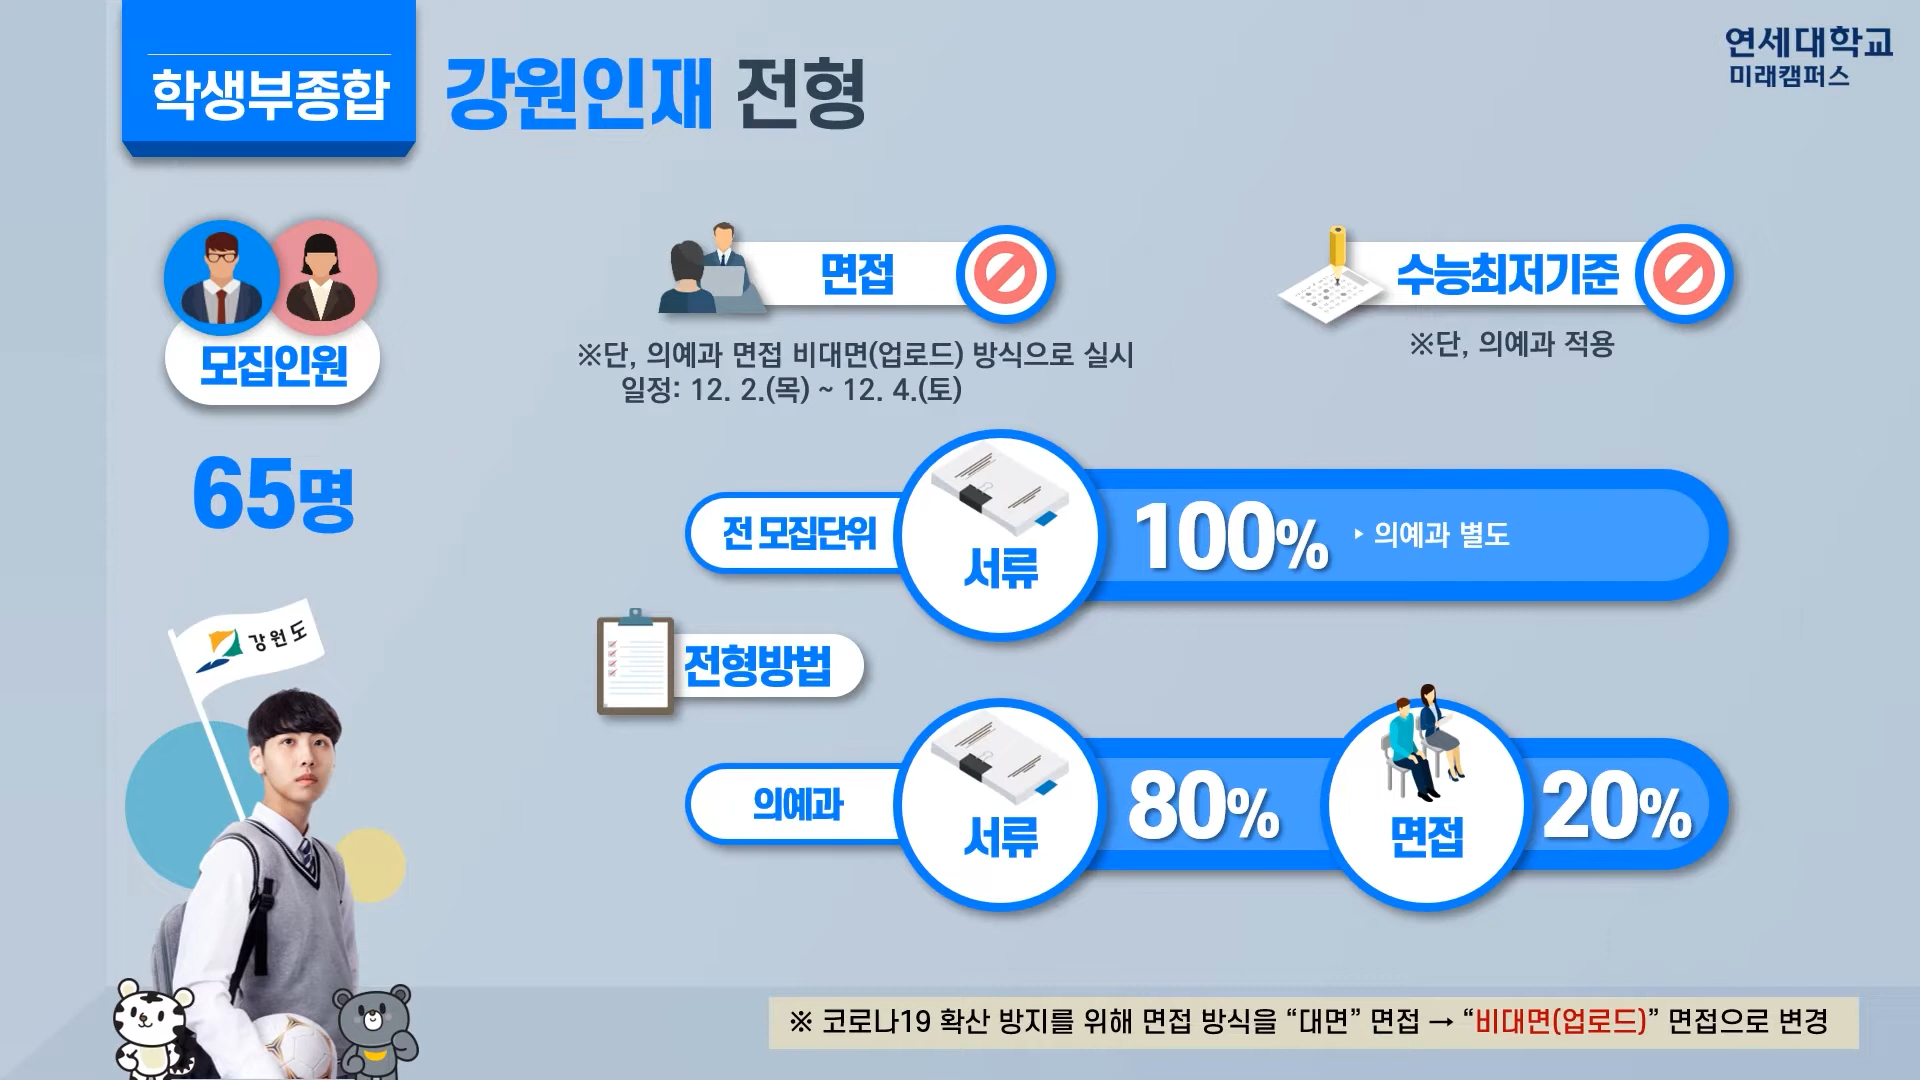 학생부종합
강원인재 전형
연세대학교
미래캠퍼스
모집인원
65명
강원도
면접
※단, 의예과 면접 비대면(업로드) 방식으로 실시
일정: 12. 2.(목) ~ 12. 4.(토)
수능최저기준
※단, 의예과 적용
전형방법
전 모집단위
서류
100%
의예과 별도
의예과
서류
80%
면접
20%
※ 코로나19 확산 방지를 위해 면접 방식을 “대면” 면접 → “비대면(업로드)” 면접으로 변경